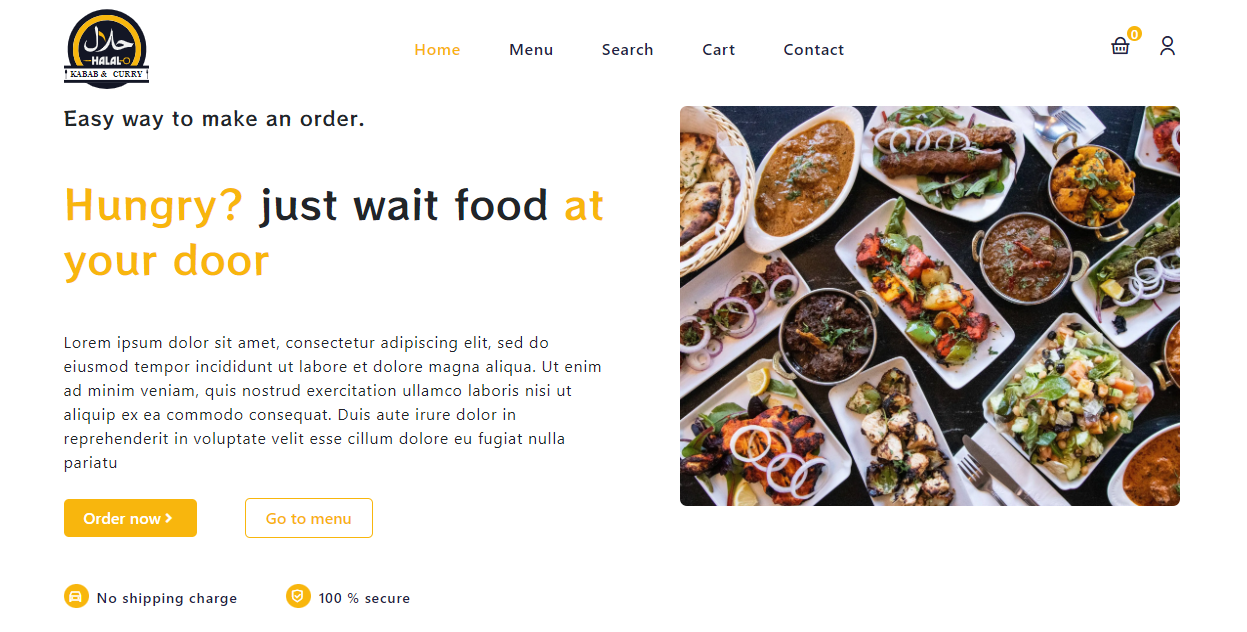 حلال
HALAL
KABAB & CURRY
Home Menu Search Cart Contact
0
Easy way to make an order.
Hungry? just wait food at
your door
Lorem ipsum dolor sit amet, consectetur adipiscing elit, sed do
eiusmod tempor incididunt ut labore et dolore magna aliqua. Ut enim
ad minim veniam, quis nostrud exercitation ullamco laboris nisi ut
aliquip ex ea commodo consequat. Duis aute irure dolor in
reprehenderit in voluptate velit esse cillum dolore eu fugiat nulla
pariatu
Order now Go to menu
No shipping charge 100 % secure